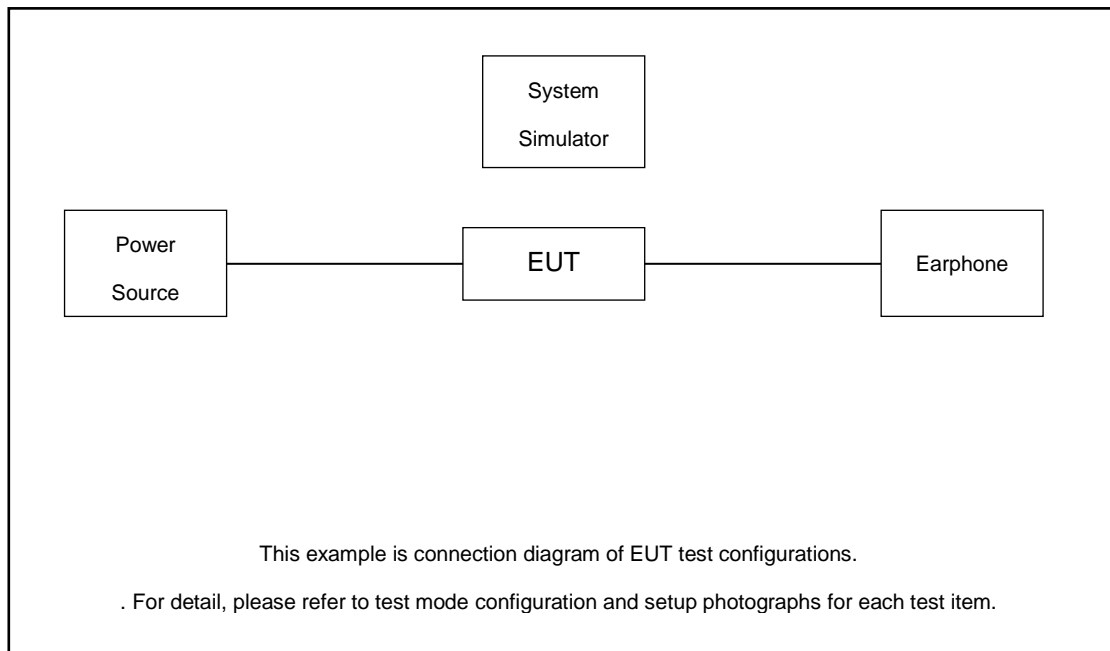 System
Simulator
Power
Source
EUT
Earphone
This example is connection diagram of EUT test configurations.
. For detail, please refer to test mode configuration and setup photographs for each test item.